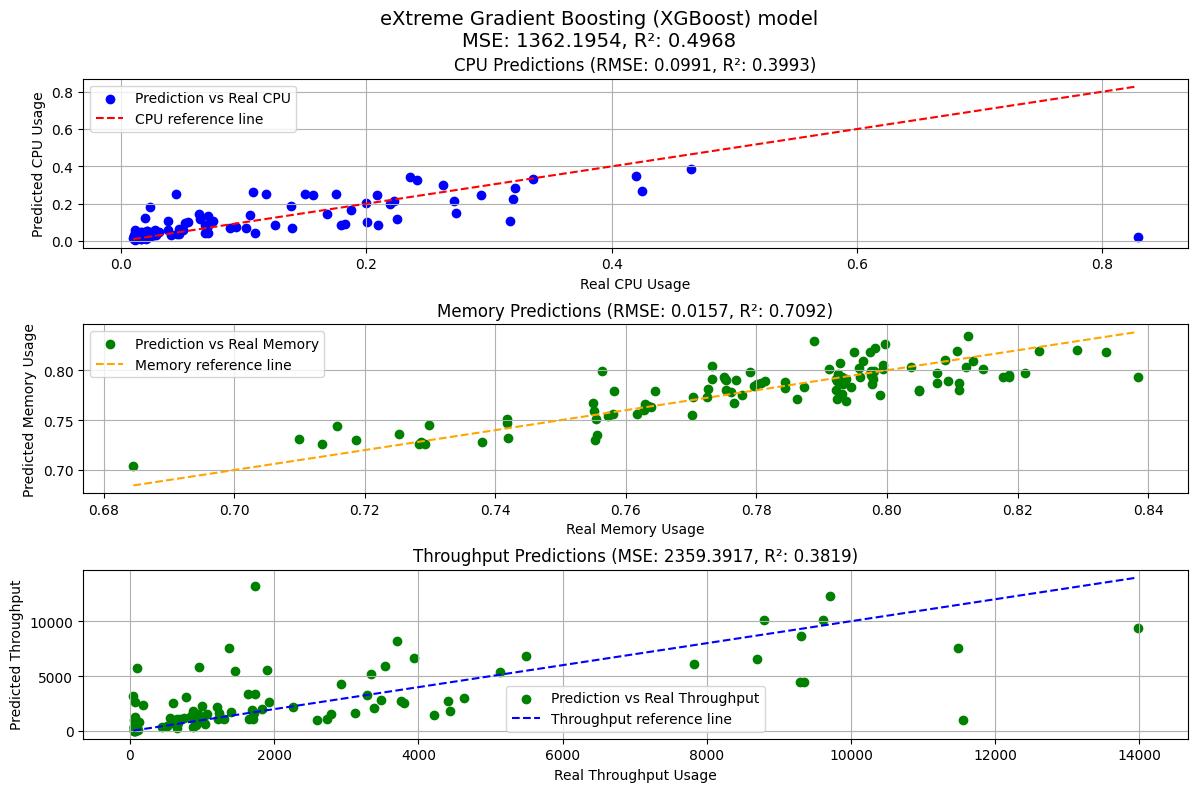 eXtreme Gradient Boosting (XGBoost) model
MSE: 1362.1954, R²: 0.4968
CPU Predictions (RMSE: 0.0991, R²: 0.3993)
Predicted CPU Usage
0.8
0.6
0.4
0.2
0.0
Prediction vs Real CPU
CPU reference line
0.0 0.2 0.4 0.6 0.8
Real CPU Usage
Memory Predictions (RMSE: 0.0157, R²: 0.7092)
Predicted Memory Usage
0.80
0.75
0.70
Prediction vs Real Memory
Memory reference line
0.68 0.70 0.72 0.74 0.76 0.78 0.80 0.82 0.84
Real Memory Usage
Throughput Predictions (MSE: 2359.3917, R²: 0.3819)
Predicted Throughput
10000
5000
0
Prediction vs Real Throughput
Throughput reference line
0 2000 4000 6000 8000 10000 12000 14000
Real Throughput Usage